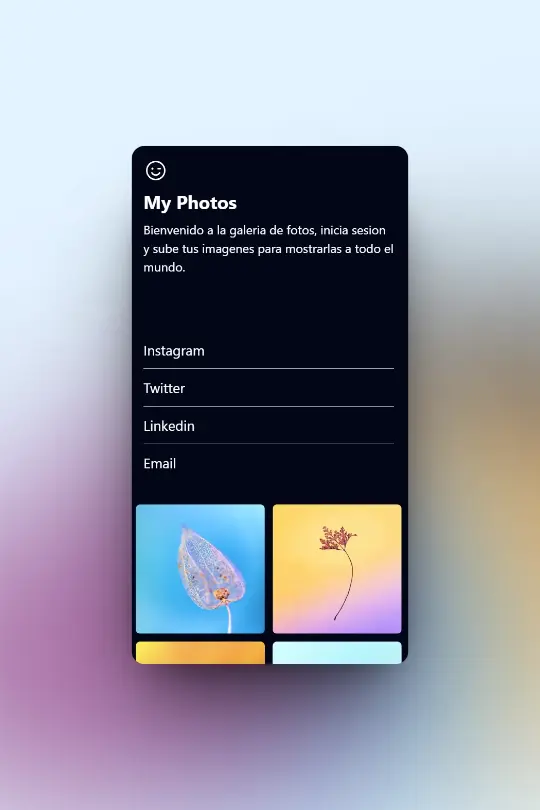 My Photos
Bienvenido a la galeria de fotos, inicia sesion
y sube tus imagenes para mostrarlas a todo el
mundo.
Instagram
Twitter
Linkedin
Email